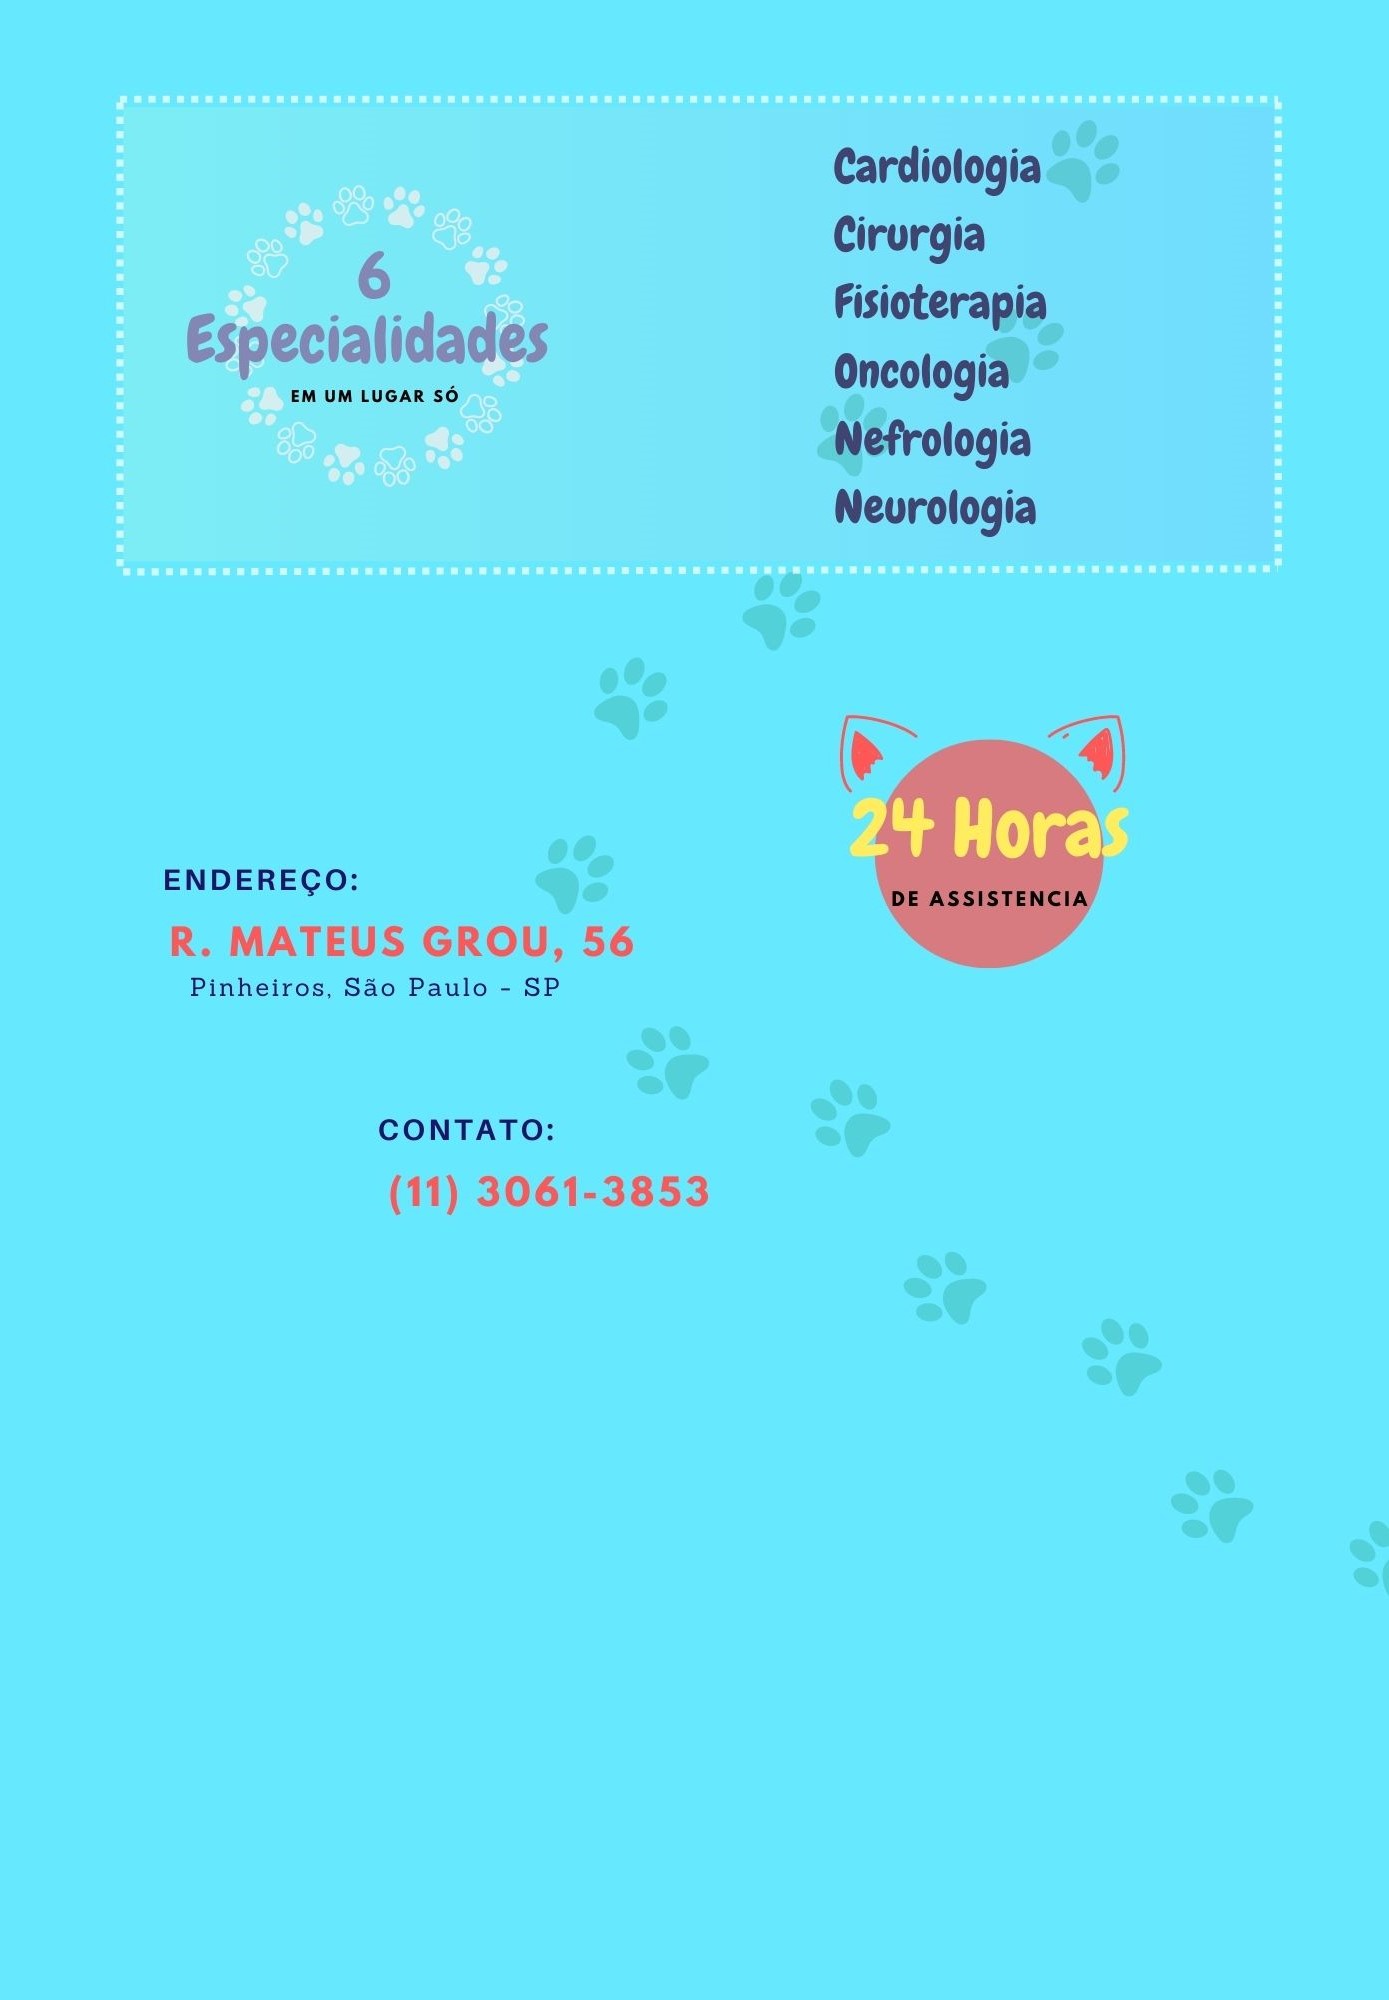 6
Especialidades
EM UM LUGAR SÓ
Cardiologia
Cirurgia
Fisioterapia
Oncologia
Nefrologia
Neurologia
24 Horas
DE ASSISTENCIA
ENDEREÇO:
R. MATEUS GROU, 56
Pinheiros, São Paulo - SP
CONTATO:
(11) 3061-3853